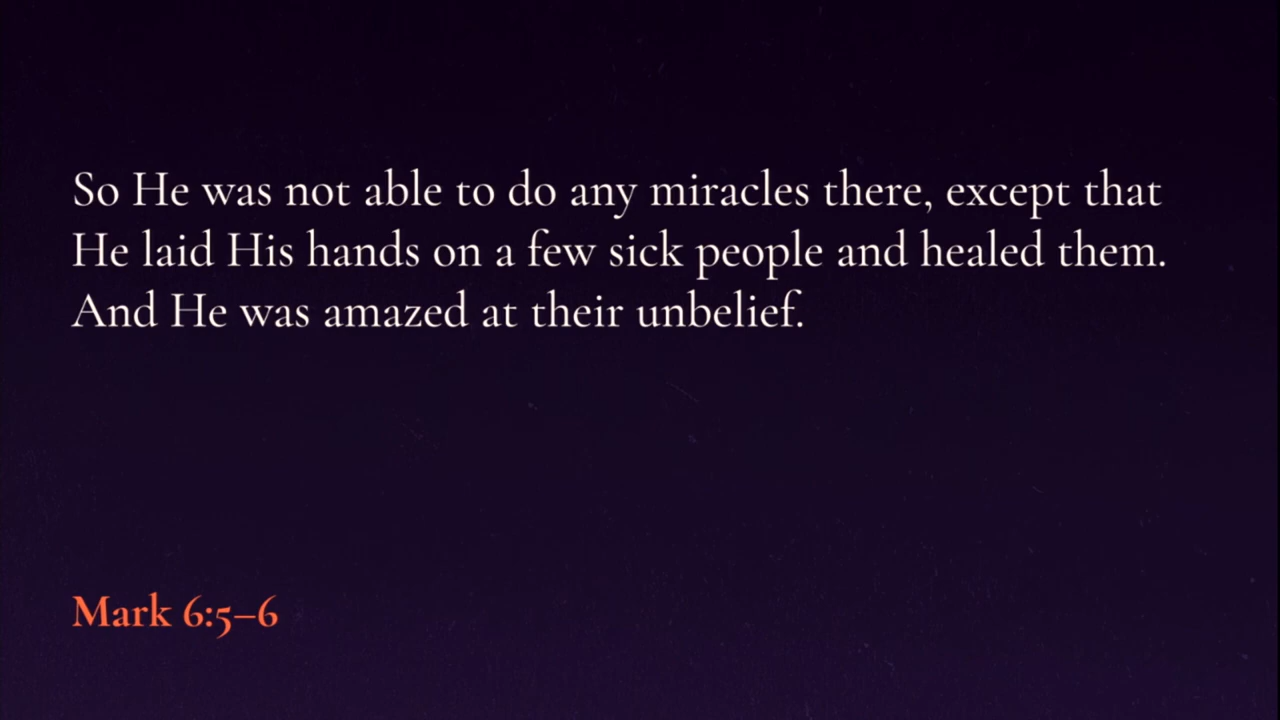 So He was not able to do any miracles there, except that
He laid His hands on a few sick people and healed them.
And He was amazed at their unbelief.
Mark 6:5–6